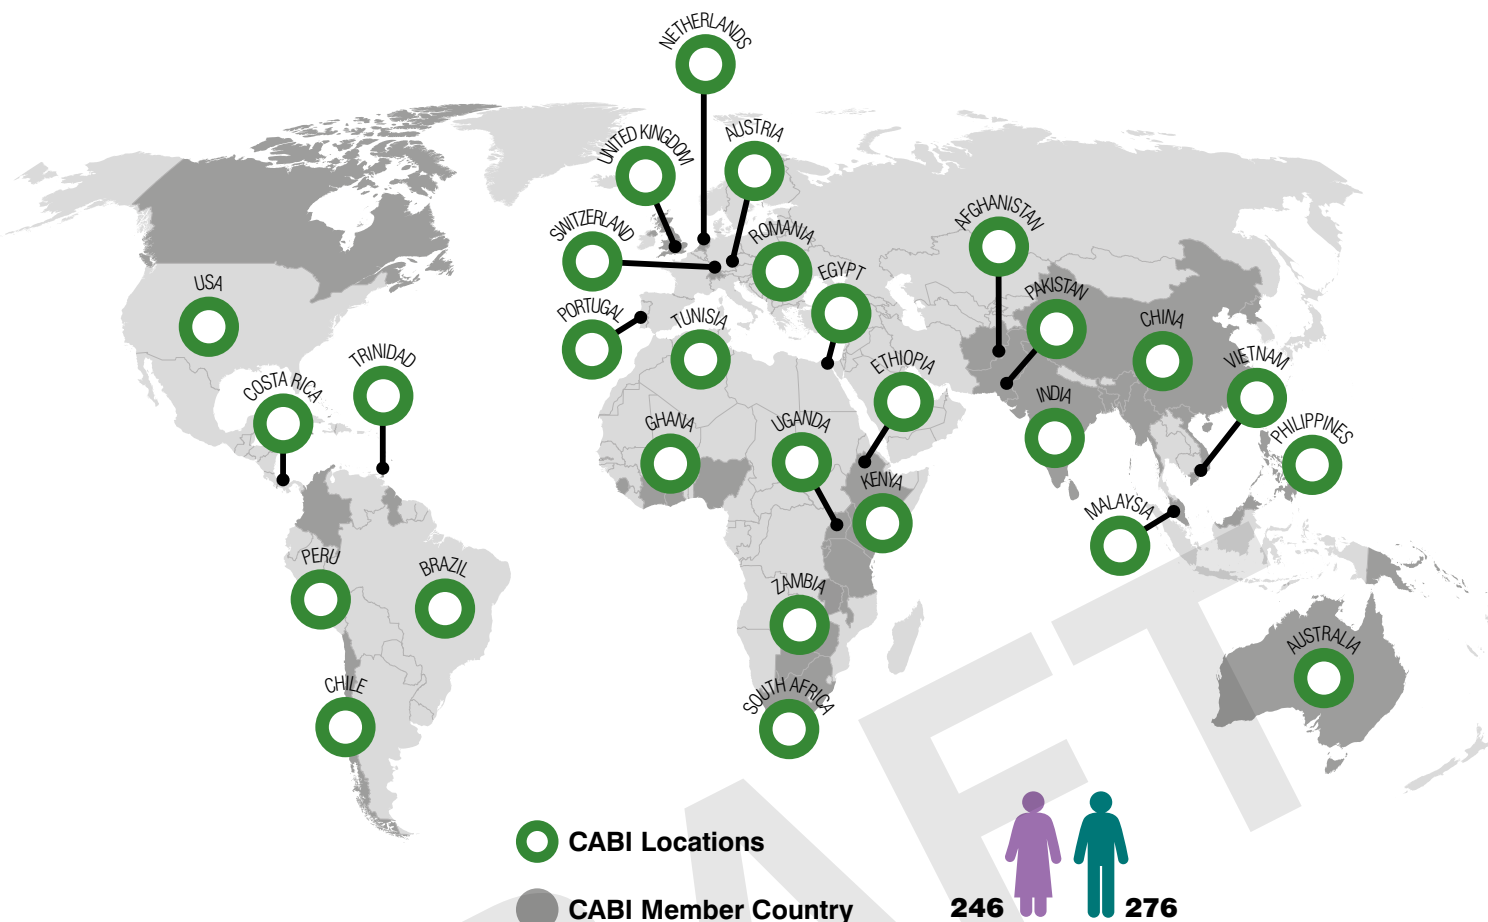 NETHERLANDS
UNITED KINGDOM
AUSTRIA
SWITZERLAND
ROMANIA
AFGHANISTAN
EGYPT
USA
PORTUGAL
TUNISIA
PAKISTAN
CHINA
TRINIDAD
COSTA RICA
ETHIOPIA
VIETNAM
INDIA
GHANA
UGANDA
PHILIPPINES
KENYA
MALAYSIA
PERU
BRAZIL
ZAMBIA
AUSTRALIA
CHILE
SOUTH AFRICA
CABI Locations
CABI Member Country
246 276
AFT